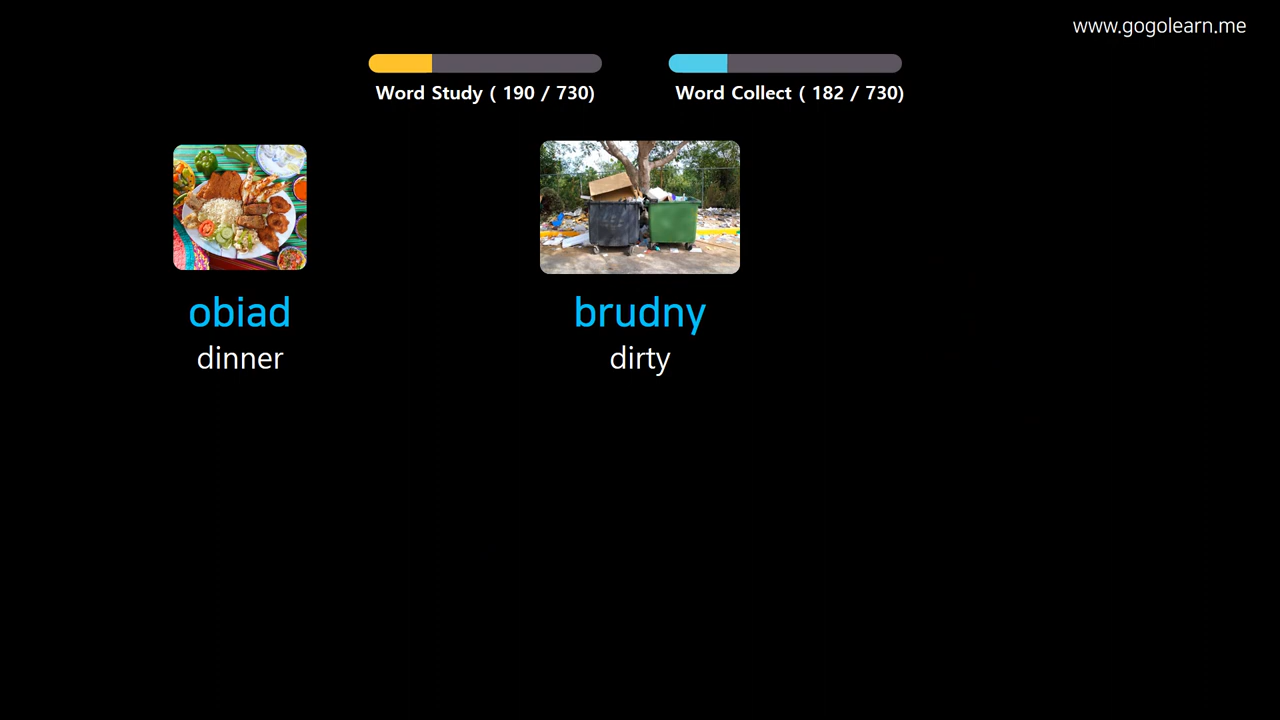 www.gogolearn.me
Word Study ( 190 / 730)
Word Collect ( 182 / 730)
obiad
dinner
brudny
dirty